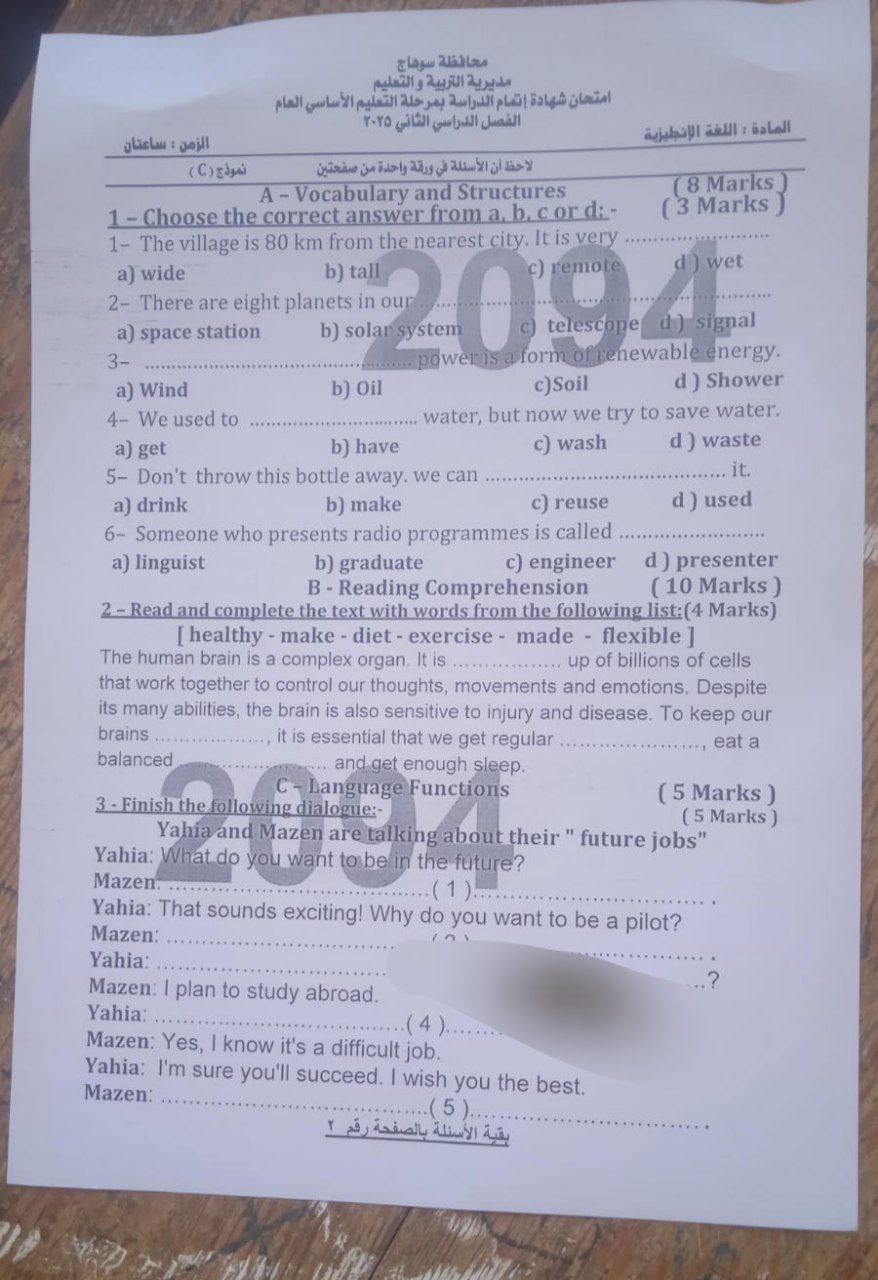 محافظة سوهاج
مديرية التربية و التعليم
امتحان شهادة إتمام الدراسة بمرحلة التعليم الأساسي العام
الفصل الدراسي الثاني ٢٠٢٥
المادة : اللغة الإنجليزية الزمن : ساعتان
لاحظ أن الأسئلة في ورقة واحدة من صفحتين نموذج (C)
A – Vocabulary and Structures (8 Marks)
1 – Choose the correct answer from a, b, c or d: - (3 Marks)
1– The village is 80 km from the nearest city. It is very ..........................
a) wide b) tall c) remote d) wet
2– There are eight planets in our ..........................
a) space station b) solar system c) telescope d) signal
3– .......................... power is a form of renewable energy.
a) Wind b) Oil c)Soil d) Shower
4– We used to .......................... water, but now we try to save water.
a) get b) have c) wash d) waste
5– Don't throw this bottle away. we can .......................... it.
a) drink b) make c) reuse d) used
6– Someone who presents radio programmes is called ..........................
a) linguist b) graduate c) engineer d) presenter
B - Reading Comprehension (10 Marks)
2 – Read and complete the text with words from the following list:(4 Marks)
[ healthy - make - diet - exercise - made - flexible ]
The human brain is a complex organ. It is .................. up of billions of cells
that work together to control our thoughts, movements and emotions. Despite
its many abilities, the brain is also sensitive to injury and disease. To keep our
brains .................., it is essential that we get regular ......................, eat a
balanced ........................ and get enough sleep.
C – Language Functions (5 Marks)
3 - Finish the following dialogue:- (5 Marks)
Yahia and Mazen are talking about their " future jobs"
Yahia: What do you want to be in the future?
Mazen: ..........................( 1 )..........................
Yahia: That sounds exciting! Why do you want to be a pilot?
Mazen: ..........................
Yahia: ..........................?
Mazen: I plan to study abroad.
Yahia: ..........................( 4 )........
Mazen: Yes, I know it's a difficult job.
Yahia: I'm sure you'll succeed. I wish you the best.
Mazen: ..........................( 5 )..........................
بقية الأسئلة بالصفحة رقم ٢
2094
2094